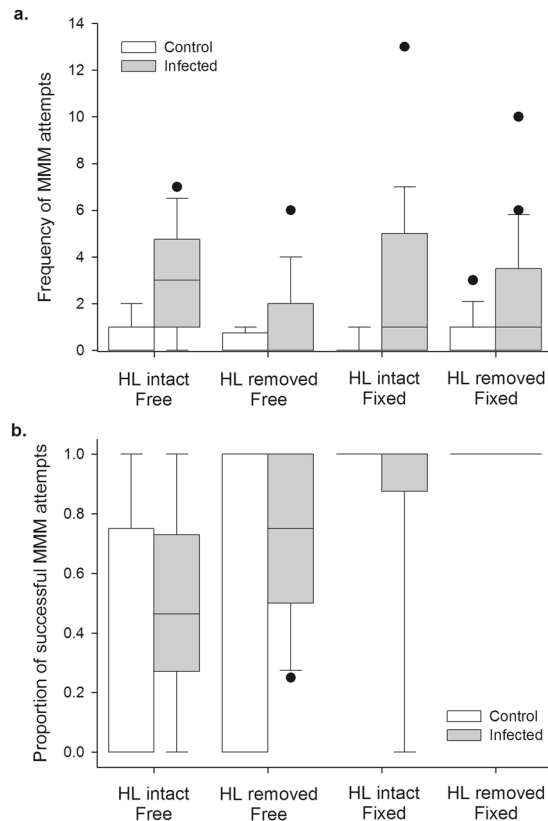 a.
Frequency of MMM attempts
14
12
10
8
6
4
2
0
Control
Infected
HL intact
Free
HL removed
Free
HL intact
Fixed
HL removed
Fixed
b.
Proportion of successful MMM attempts
1.0
0.8
0.6
0.4
0.2
0.0
Control
Infected
HL intact
Free
HL removed
Free
HL intact
Fixed
HL removed
Fixed